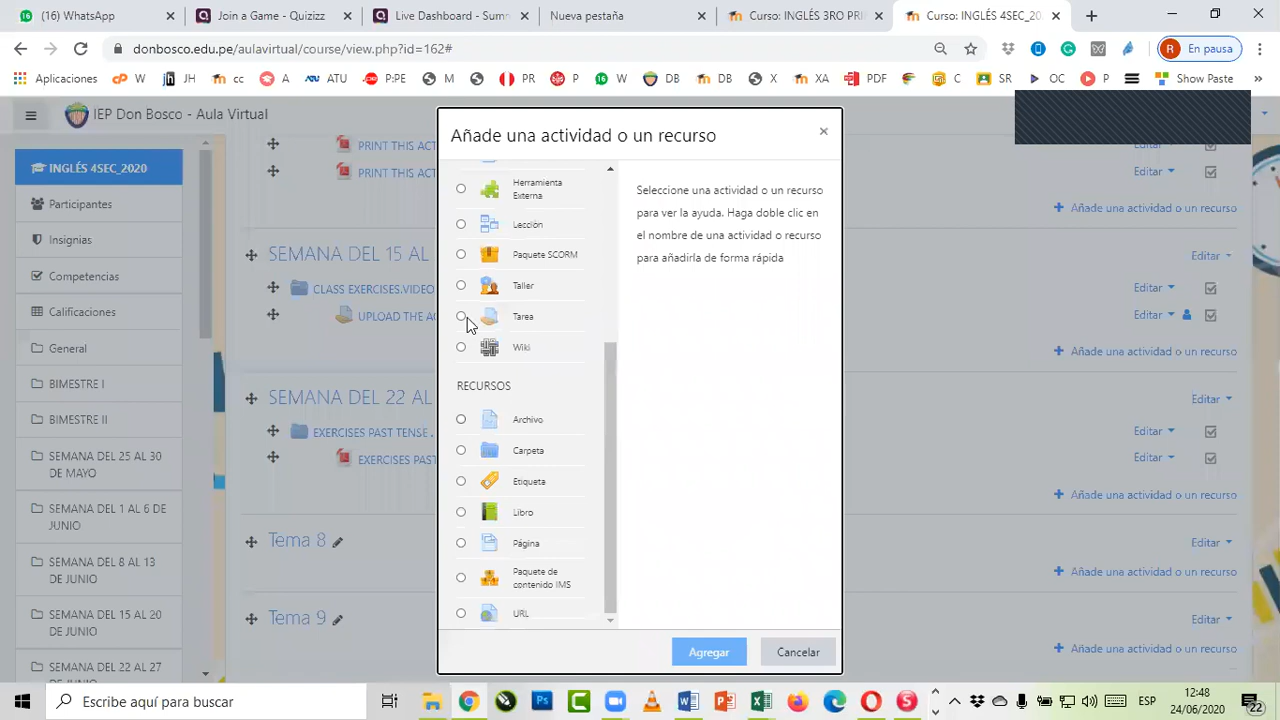 (16) WhatsApp
Join a Game - Quizizz
Live Dashboard - Sum
Nueva pestaña
Curso: INGLÉS 3RO PRI
Curso: INGLÉS 4SEC_20
donbosco.edu.pe/aulavirtual/course/view.php?id=162#
En pausa
Aplicaciones
W
JH
cc
ATU
P:PE
M
PR
P
W
DB
DB
X
XA
PDF
C
SR
OC
P
Show Paste
IEP Don Bosco - Aula Virtual
INGLÉS 4SEC_2020
Participantes
Insignias
Competencias
Calificaciones
General
BIMESTRE I
BIMESTRE II
SEMANA DEL 25 AL 30
DE MAYO
SEMANA DEL 1 AL 6 DE
JUNIO
SEMANA DEL 8 AL 13
DE JUNIO
SEMANA DEL 15 AL 20
DE JUNIO
SEMANA DEL 22 AL 27
PRINT THIS ACT
PRINT THIS ACT
Editar
Editar
Añade una actividad o un recurso
SEMANA DEL 15 AL
Editar
CLASS EXERCISES.VIDEO
Editar
UPLOAD THE AC
Editar
Añade una actividad o un recurso
SEMANA DEL 22 AL
Editar
EXERCISES PAST TENSE .
Editar
EXERCISES PAST
Editar
Añade una actividad o un recurso
Tema 8
Editar
Añade una actividad o un recurso
Tema 9
Editar
Añade una actividad o un recurso
Añade una actividad o un recurso
×
Herramienta
Externa
Lección
Paquete SCORM
Taller
Tarea
Wiki
RECURSOS
Archivo
Carpeta
Etiqueta
Libro
Página
Paquete de
contenido IMS
URL
Seleccione una actividad o un recurso
para ver la ayuda. Haga doble clic en
el nombre de una actividad o recurso
para añadirla de forma rápida
Agregar
Cancelar
Escribe aquí para buscar
ESP
12:48
24/06/2020
22